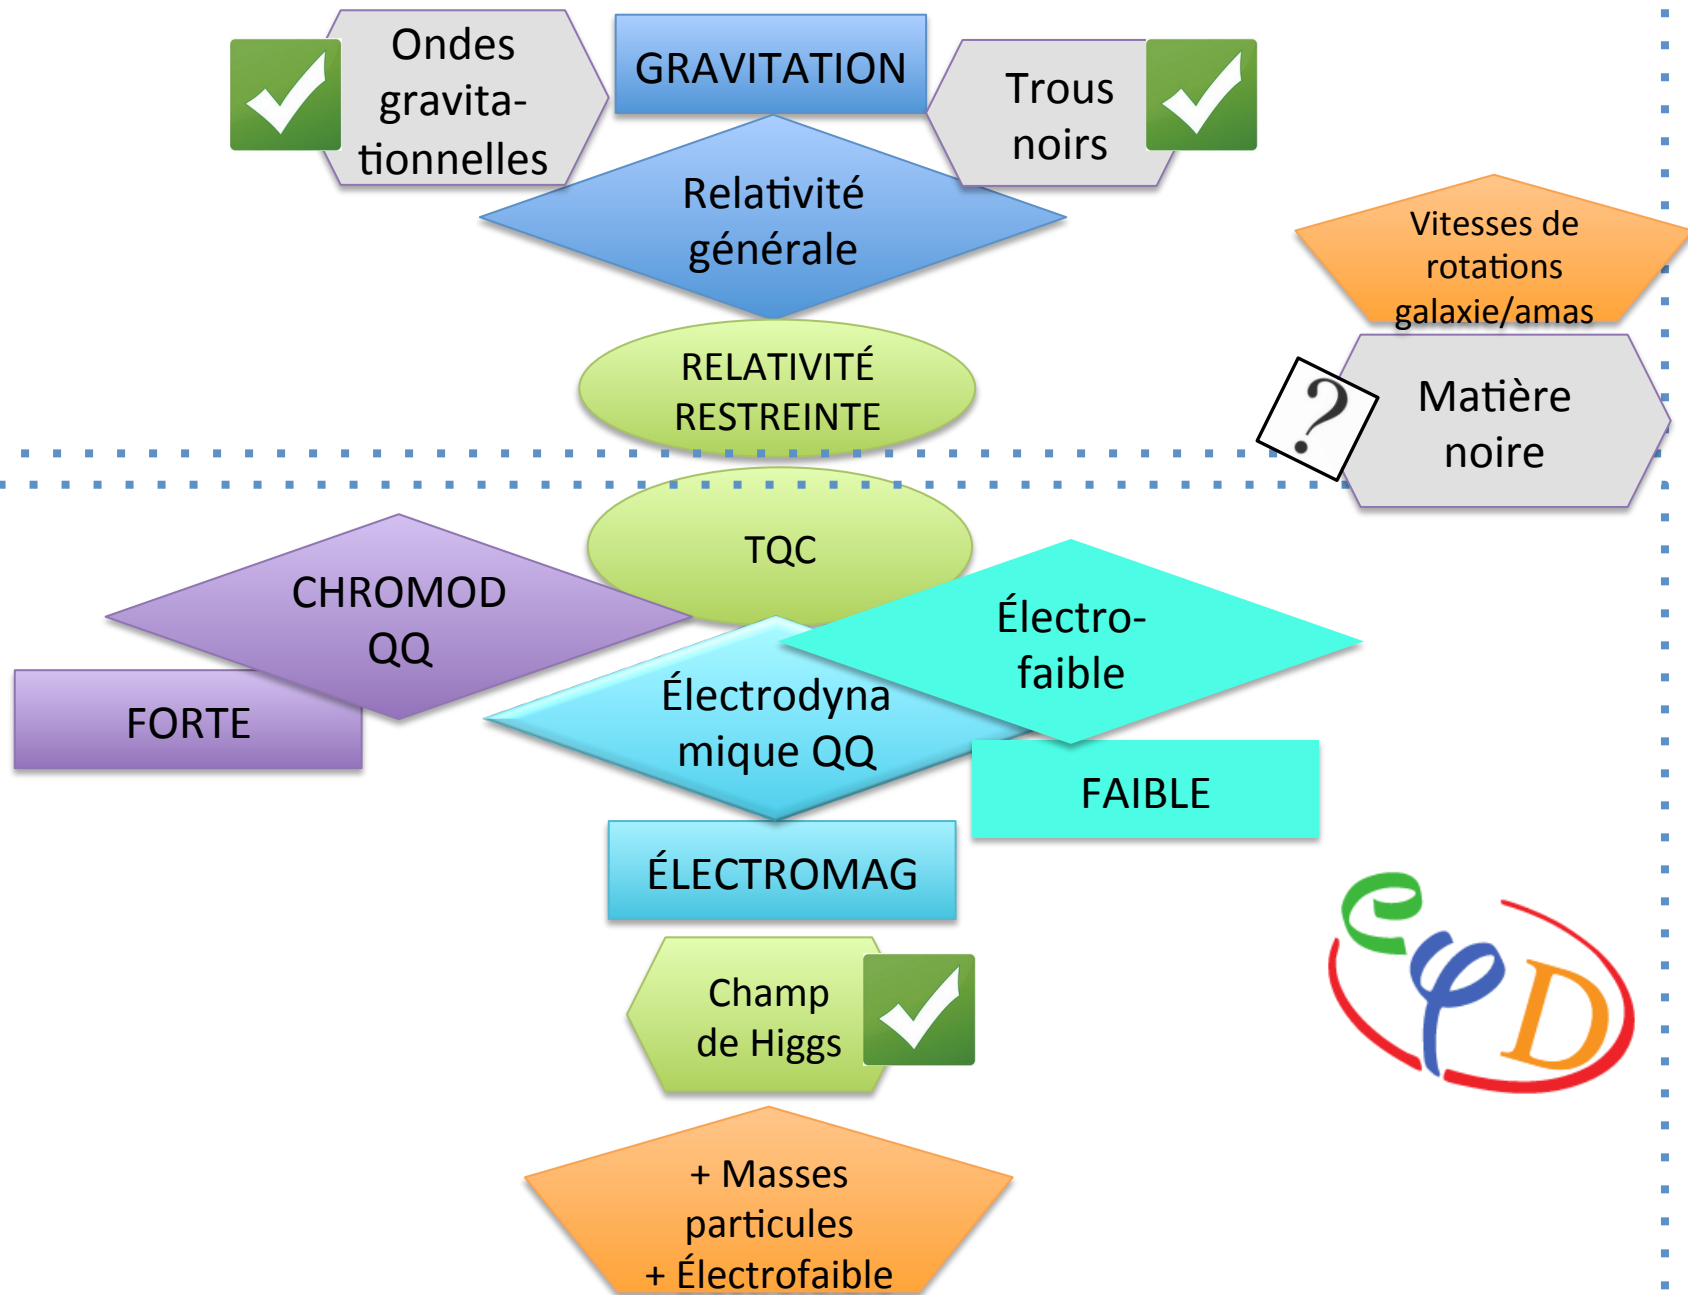 Ondes
gravita-
tionnelles
GRAVITATION
Trous
noirs
Relativité
générale
Vitesses de
rotations
galaxie/amas
RELATIVITÉ
RESTREINTE
?
Matière
noire
TQC
CHROMOD
QQ
Électro-
faible
FORTE
Électrodyna
mique QQ
FAIBLE
ÉLECTROMAG
Champ
de Higgs
eφD
+ Masses
particules
+ Électrofaible